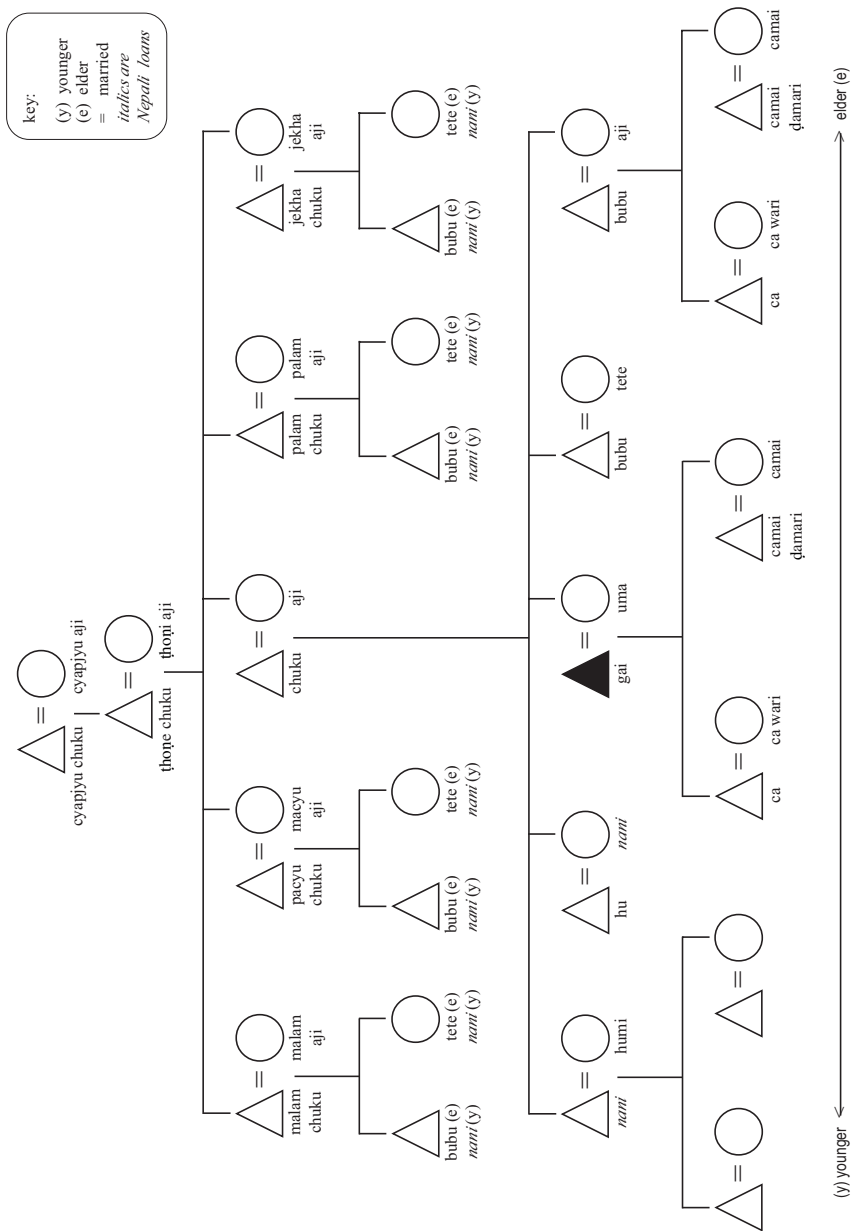 key:
(y) younger
(e) elder
= married
italics are
Nepali loans
cyapjyu chuku = cyapjyu aji
ṭhoṇe chuku = ṭhoṇi aji
malam
chuku
=
malam
aji
pacyu
chuku
=
macyu
aji
chuku
=
aji
palam
chuku
=
palam
aji
jekha
chuku
=
jekha
aji
bubu (e)
nani (y)
tete (e)
nani (y)
bubu (e)
nani (y)
tete (e)
nani (y)
bubu (e)
nani (y)
tete (e)
nani (y)
bubu (e)
nani (y)
tete (e)
nani (y)
nani = humi
hu = nani
gai = uma
bubu = tete
bubu = aji
=
=
ca = ca wari
camai
ḍamari
=
camai
ca = ca wari
camai
ḍamari
=
camai
(y) younger
elder (e)